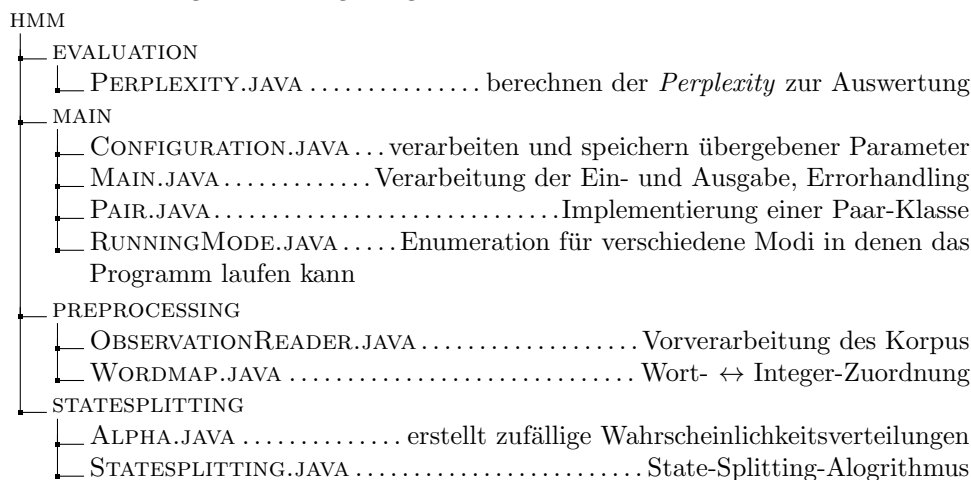 HMM
EVALUATION
PERPLEXITY.JAVA ............... berechnen der Perplexity zur Auswertung
MAIN
CONFIGURATION.JAVA ... verarbeiten und speichern übergebener Parameter
MAIN.JAVA ............. Verarbeitung der Ein- und Ausgabe, Errorhandling
PAIR.JAVA .............................. Implementierung einer Paar-Klasse
RUNNINGMODE.JAVA ..... Enumeration für verschiedene Modi in denen das
Programm laufen kann
PREPROCESSING
OBSERVATIONREADER.JAVA ................... Vorverarbeitung des Korpus
WORDMAP.JAVA .............................. Wort- ↔ Integer-Zuordnung
STATESPLITTING
ALPHA.JAVA .............. erstellt zufällige Wahrscheinlichkeitsverteilungen
STATESPLITTING.JAVA ......................... State-Splitting-Alogrithmus